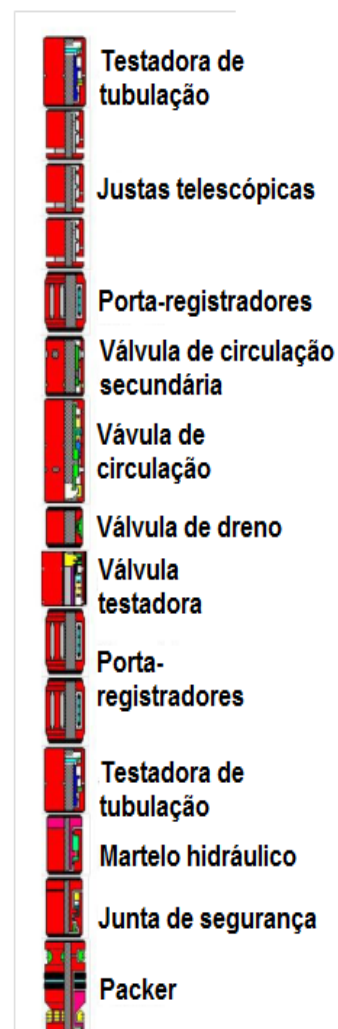 Testadora de
tubulação
Justas telescópicas
Porta-registradores
Válvula de circulação
secundária
Vávula de
circulação
Válvula de dreno
Válvula
testadora
Porta-
registradores
Testadora de
tubulação
Martelo hidráulico
Junta de segurança
Packer